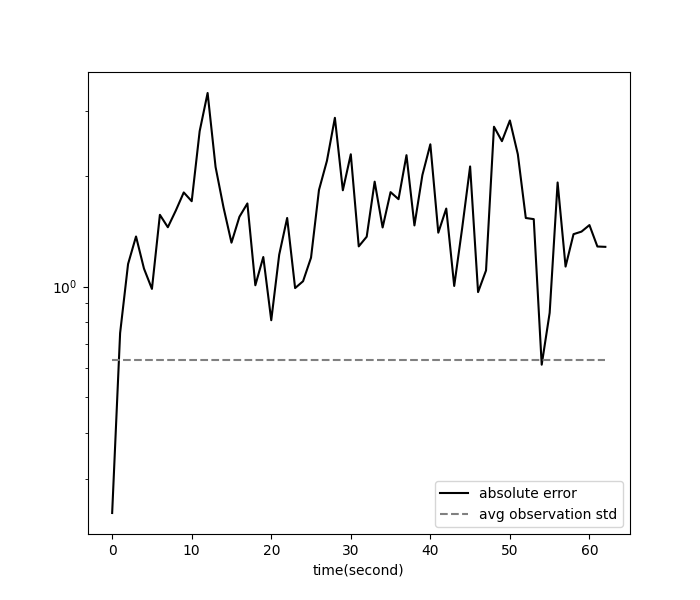 10⁰
0 10 20 30 40 50 60
time(second)
absolute error
avg observation std